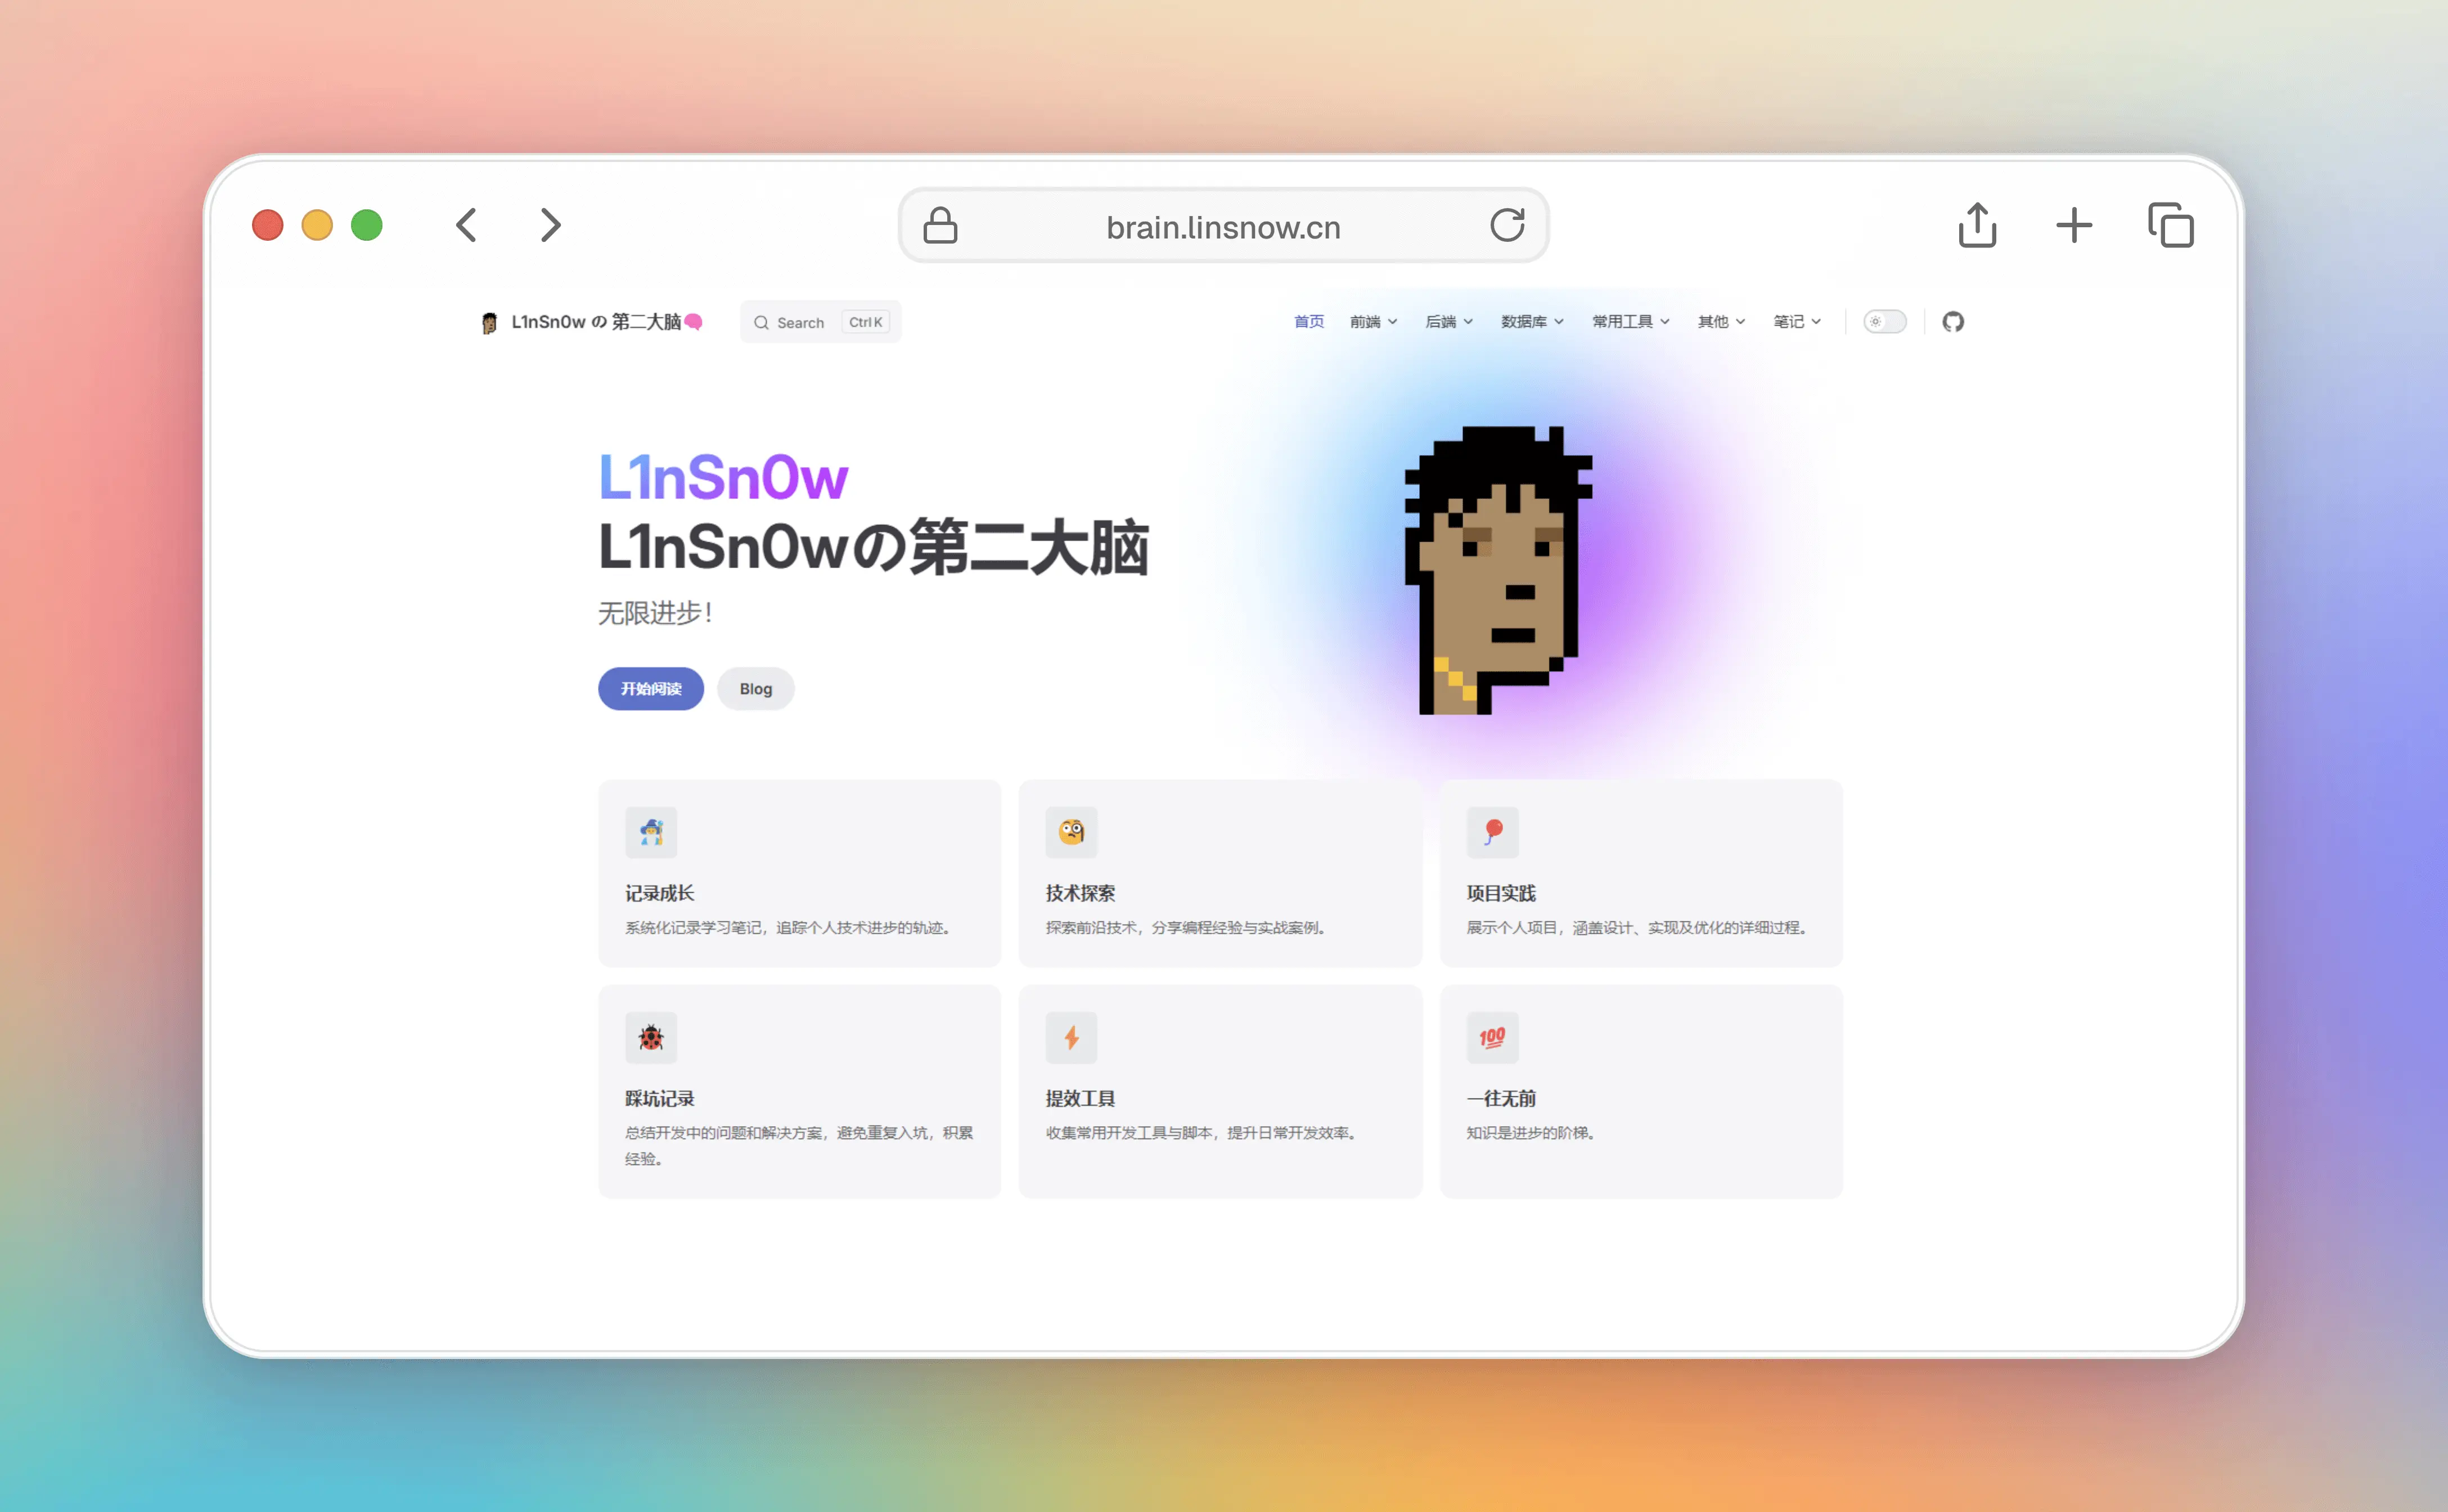 brain.linsnow.cn
L1nSn0w の 第二大脑🧠
Search Ctrl K
首页 前端 后端 数据库 常用工具 其他 笔记
L1nSn0w
L1nSn0wの第二大脑
无限进步！
开始阅读 Blog
记录成长
系统化记录学习笔记，追踪个人技术进步的轨迹。
技术探索
探索前沿技术，分享编程经验与实战案例。
项目实践
展示个人项目，涵盖设计、实现及优化的详细过程。
踩坑记录
总结开发中的问题和解决方案，避免重复入坑，积累
经验。
提效工具
收集常用开发工具与脚本，提升日常开发效率。
💯
一往无前
知识是进步的阶梯。